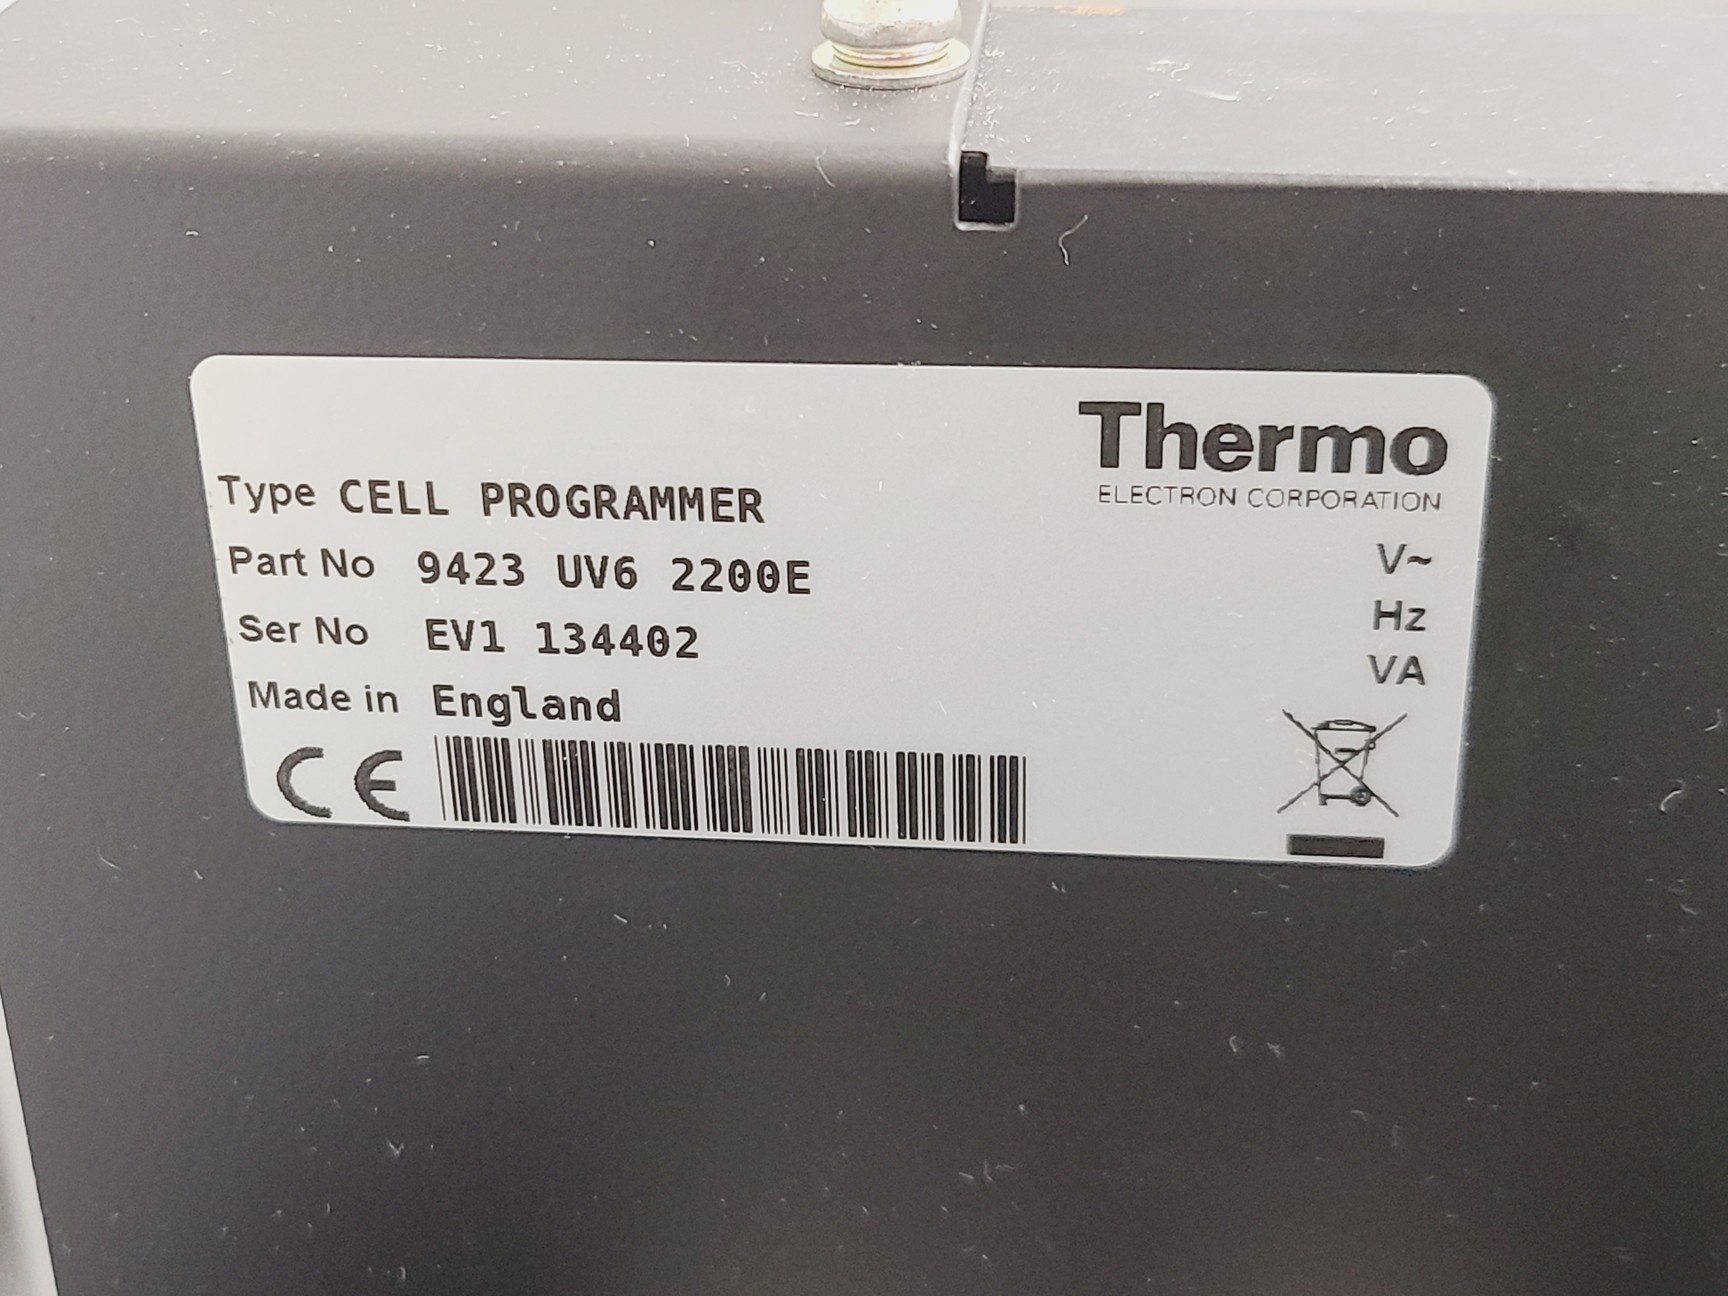 Thermo
ELECTRON CORPORATION
Type CELL PROGRAMMER
Part No 9423 UV6 2200E
Ser No EV1 134402
Made in England
V~
Hz
VA
CE